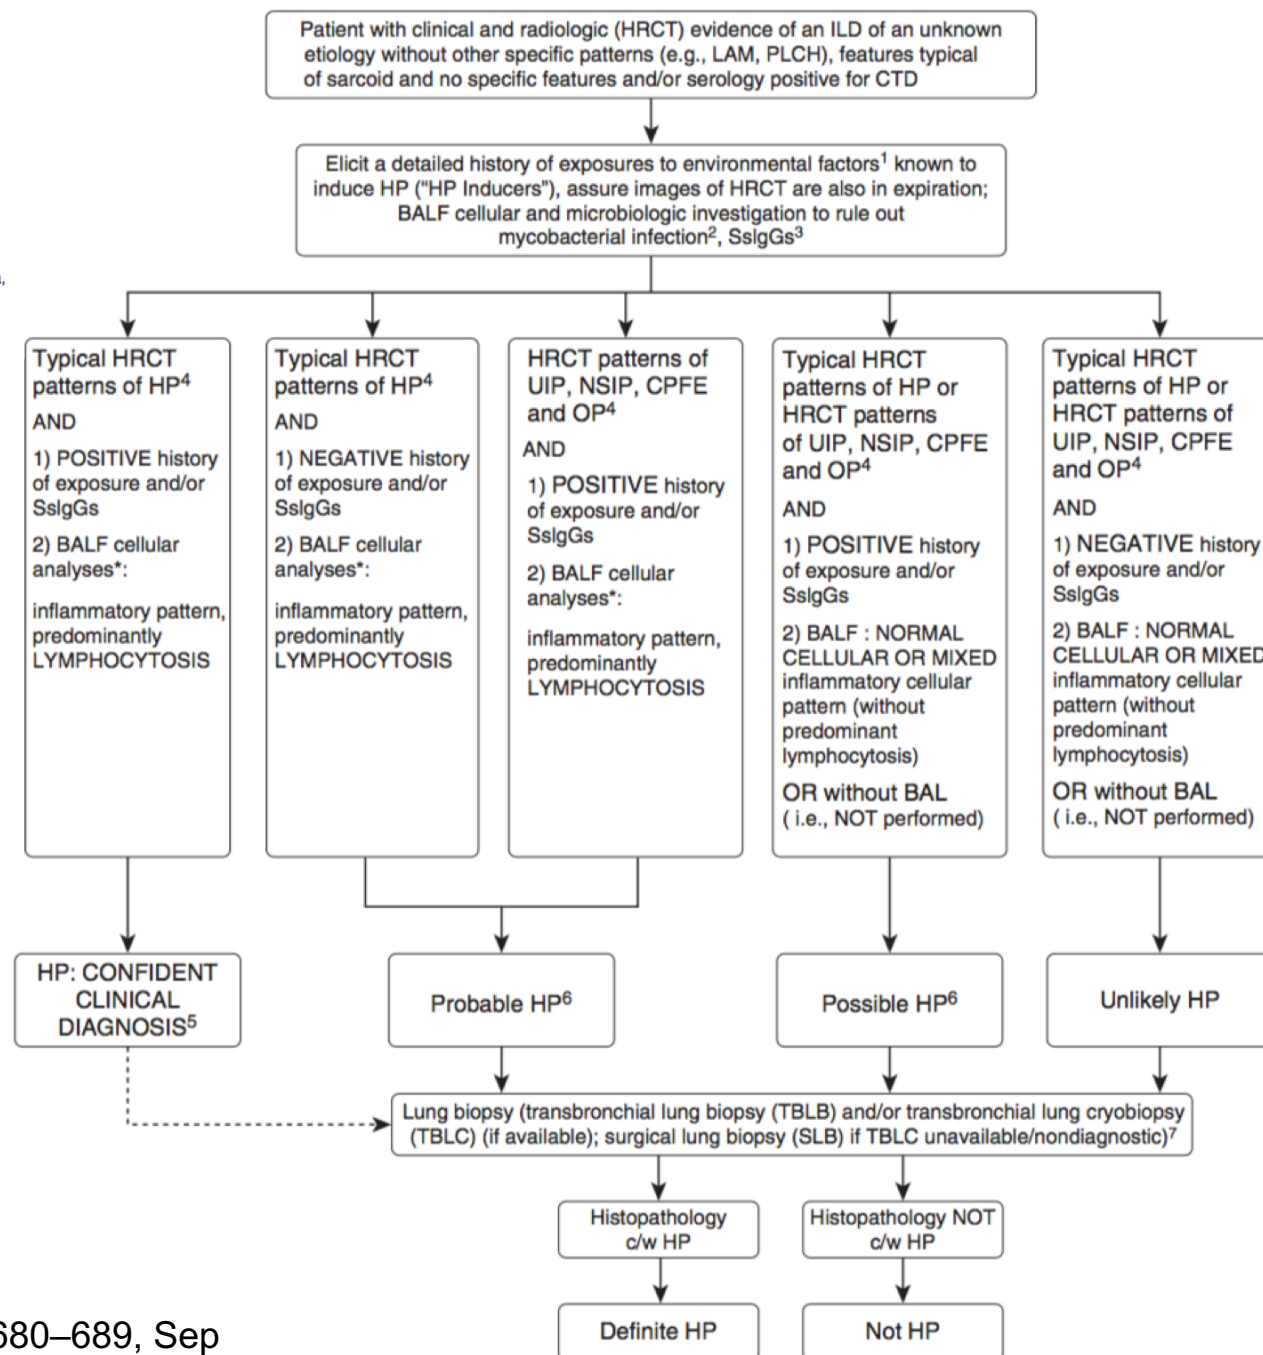 Patient with clinical and radiologic (HRCT) evidence of an ILD of an unknown
etiology without other specific patterns (e.g., LAM, PLCH), features typical
of sarcoid and no specific features and/or serology positive for CTD
Elicit a detailed history of exposures to environmental factors¹ known to
induce HP (“HP Inducers”), assure images of HRCT are also in expiration;
BALF cellular and microbiologic investigation to rule out
mycobacterial infection², SsIgGs³
Typical HRCT
patterns of HP⁴
AND
1) POSITIVE history
of exposure and/or
SsIgGs
2) BALF cellular
analyses*:
inflammatory pattern,
predominantly
LYMPHOCYTOSIS
Typical HRCT
patterns of HP⁴
AND
1) NEGATIVE history
of exposure and/or
SsIgGs
2) BALF cellular
analyses*:
inflammatory pattern,
predominantly
LYMPHOCYTOSIS
HRCT patterns of
UIP, NSIP, CPFE
and OP⁴
AND
1) POSITIVE history
of exposure and/or
SsIgGs
2) BALF cellular
analyses*:
inflammatory pattern,
predominantly
LYMPHOCYTOSIS
Typical HRCT
patterns of HP or
HRCT patterns
of UIP, NSIP, CPFE
and OP⁴
AND
1) POSITIVE history
of exposure and/or
SsIgGs
2) BALF : NORMAL
CELLULAR OR MIXED
inflammatory cellular
pattern (without
predominant
lymphocytosis)
OR without BAL
( i.e., NOT performed)
Typical HRCT
patterns of HP or
HRCT patterns of
UIP, NSIP, CPFE
and OP⁴
AND
1) NEGATIVE history
of exposure and/or
SsIgGs
2) BALF : NORMAL
CELLULAR OR MIXED
inflammatory cellular
pattern (without
predominant
lymphocytosis)
OR without BAL
( i.e., NOT performed)
HP: CONFIDENT
CLINICAL
DIAGNOSIS⁵
Probable HP⁶
Possible HP⁶
Unlikely HP
Lung biopsy (transbronchial lung biopsy (TBLB) and/or transbronchial lung cryobiopsy
(TBLC) (if available); surgical lung biopsy (SLB) if TBLC unavailable/nondiagnostic)⁷
Histopathology
c/w HP
Histopathology NOT
c/w HP
Definite HP
Not HP
680–689, Sep